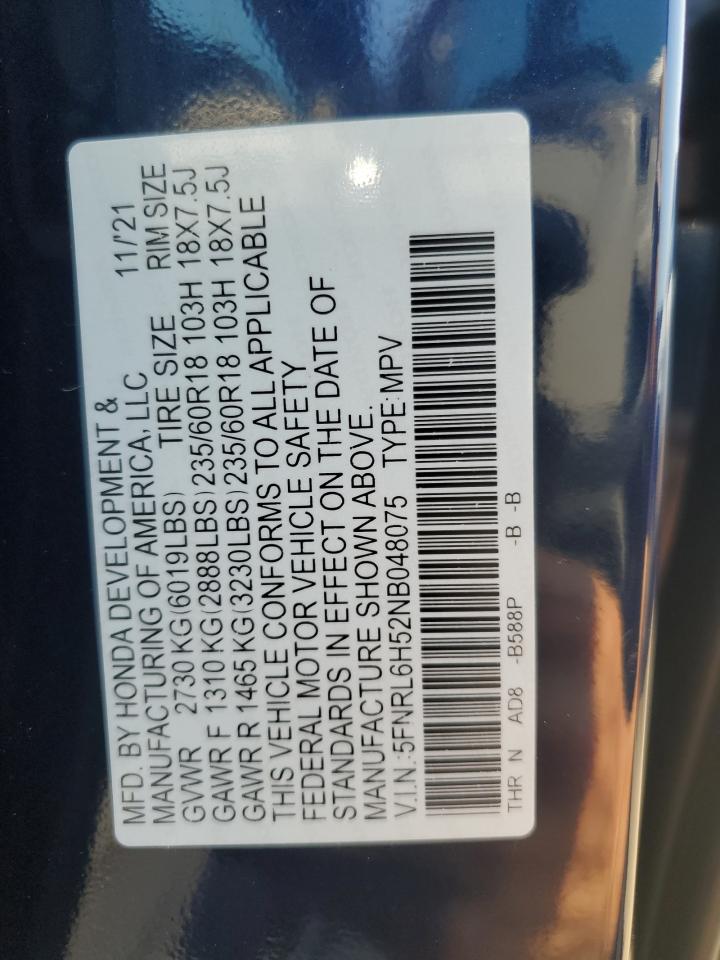 MFD. BY HONDA DEVELOPMENT & 11/'21
MANUFACTURING OF AMERICA, LLC
TIRE SIZE RIM SIZE
GVWR 2730 KG(6019LBS)
GAWR F 1310 KG(2888LBS) 235/60R18 103H 18X7.5J
GAWR R 1465 KG(3230LBS) 235/60R18 103H 18X7.5J
THIS VEHICLE CONFORMS TO ALL APPLICABLE
FEDERAL MOTOR VEHICLE SAFETY
STANDARDS IN EFFECT ON THE DATE OF
MANUFACTURE SHOWN ABOVE.
V.I.N.:5FNRL6H52NB048075 TYPE:MPV
THR N AD8 -B588P -B -B